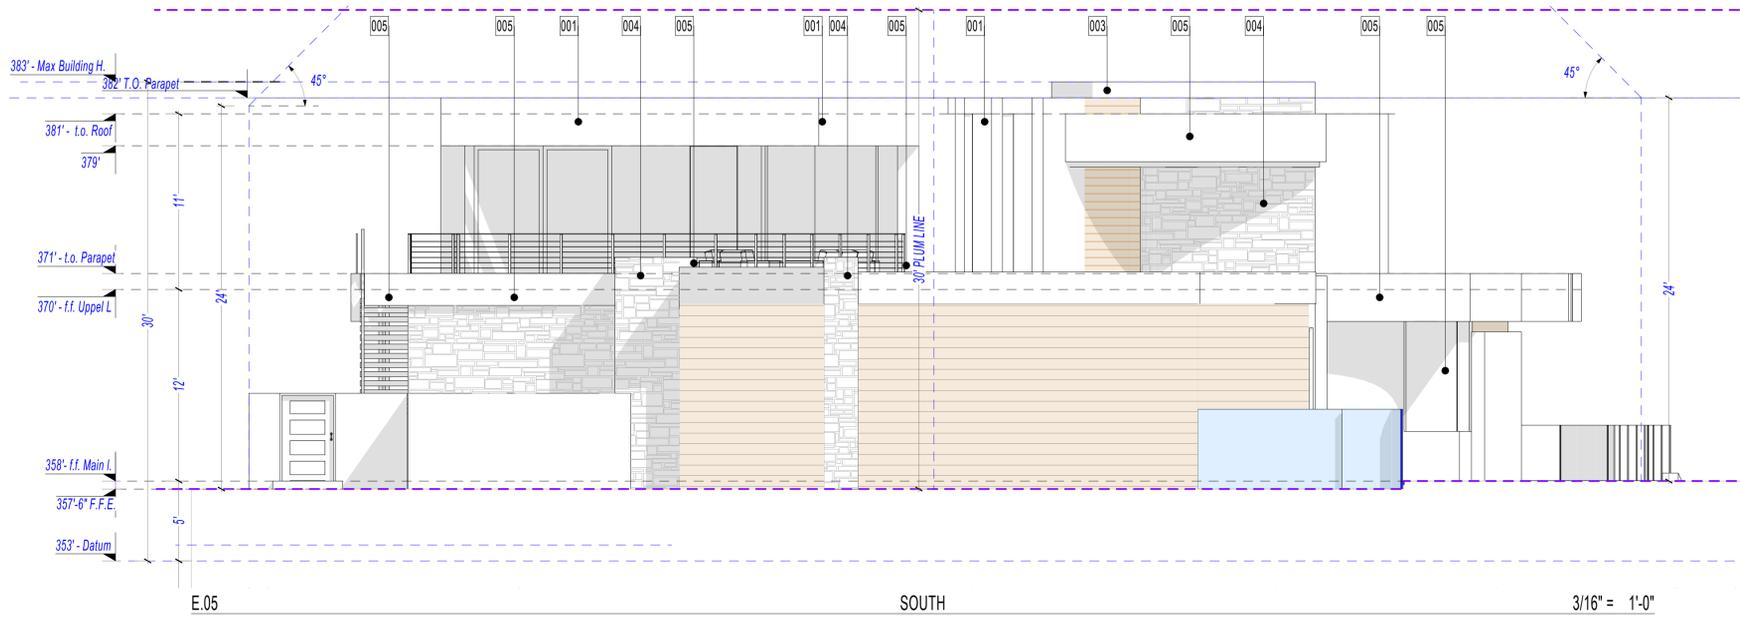 005 005 001 004 005 001 004 005 001 003 005 004 005 005
383' - Max Building H.
45°
45°
382' T.O. Parapet
381' - t.o. Roof
379'
11'
30' PLUM LINE
371' - t.o. Parapet
370' - f.f. Uppel L
24'
24'
30'
12'
358'- f.f. Main l.
357'-6" F.F.E.
5'
353' - Datum
E.05 SOUTH 3/16" = 1'-0"